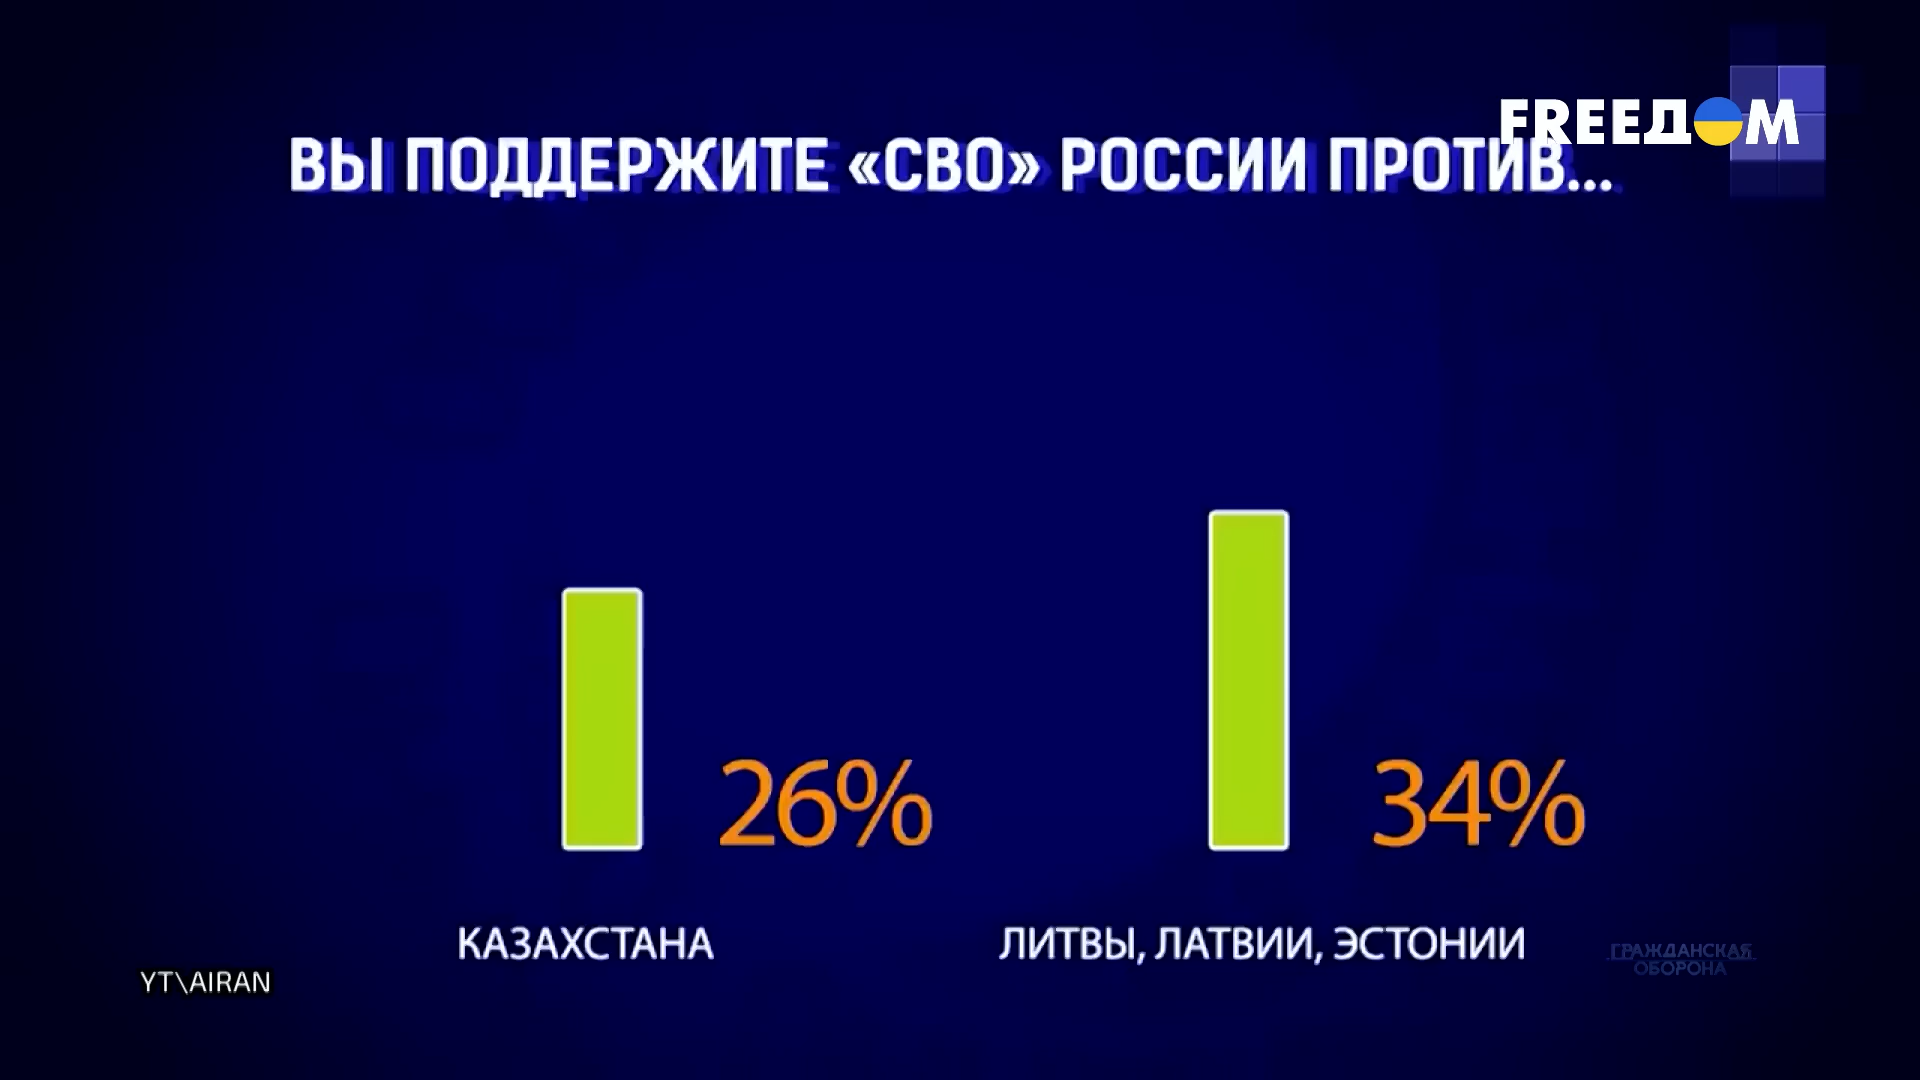 FREEДOM
ВЫ ПОДДЕРЖИТЕ «СВО» РОССИИ ПРОТИВ...
26%
34%
КАЗАХСТАНА
ЛИТВЫ, ЛАТВИИ, ЭСТОНИИ
ГРАЖДАНСКАЯ
ОБОРОНА
YT\AIRAN